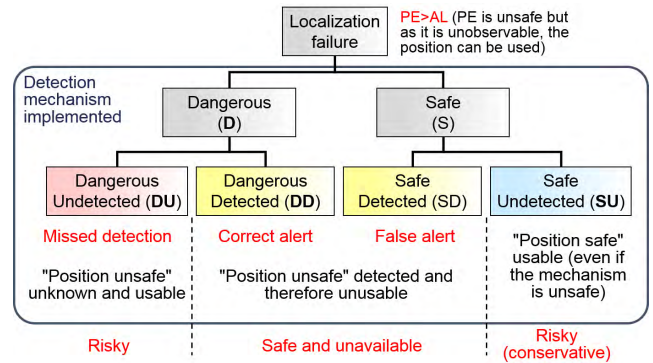 Localization
failure
PE>AL (PE is unsafe but
as it is unobservable, the
position can be used)
Detection
mechanism
implemented
Dangerous
(D)
Safe
(S)
Dangerous
Undetected (DU)
Dangerous
Detected (DD)
Safe
Detected (SD)
Safe
Undetected (SU)
Missed detection
Correct alert
False alert
"Position unsafe"
unknown and usable
"Position unsafe" detected and
therefore unusable
"Position safe"
usable (even if
the mechanism
is unsafe)
Risky
Safe and unavailable
Risky
(conservative)